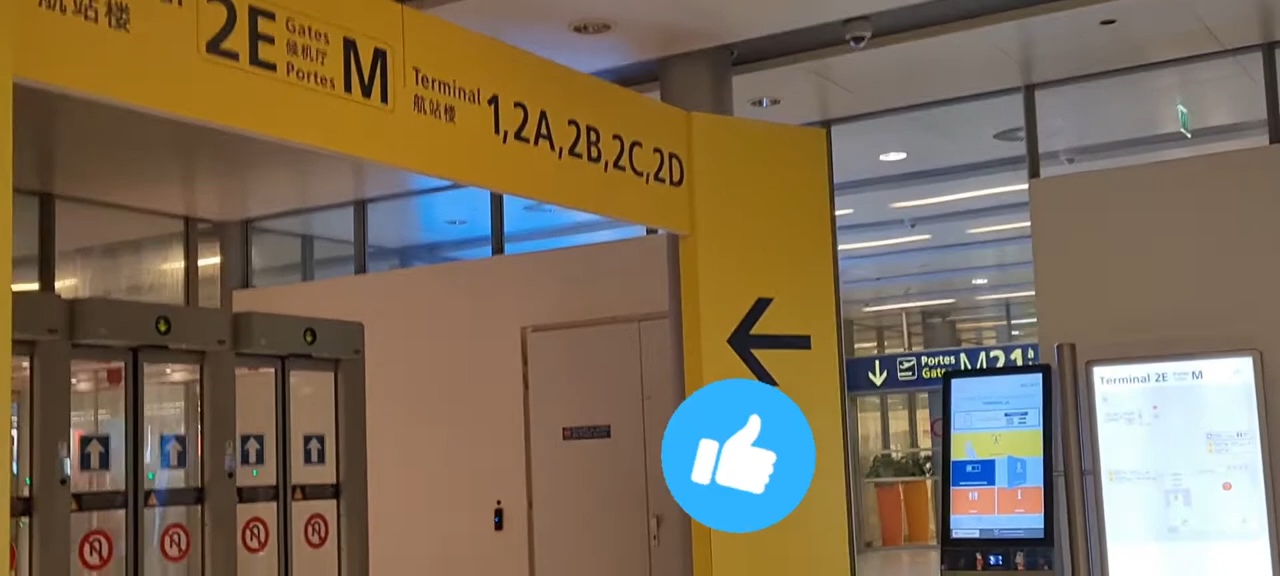 航站楼
2E
Gates
候机厅
Portes
M
Terminal
航站楼
1,2A,2B,2C,2D
Portes
Gate
M21 à
Terminal 2E
M